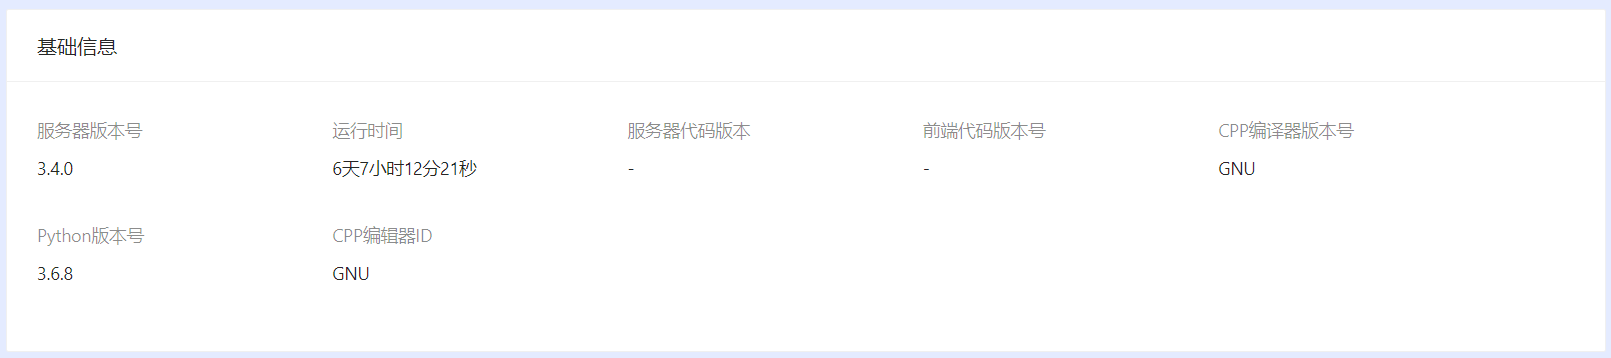 基础信息
服务器版本号 运行时间 服务器代码版本 前端代码版本号 CPP编译器版本号
3.4.0 6天7小时12分21秒 - - GNU
Python版本号 CPP编辑器ID
3.6.8 GNU